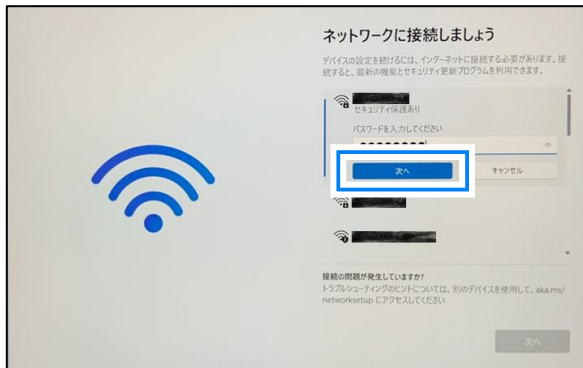 ネットワークに接続しましょう
デバイスの設定を続けるには、インターネットに接続する必要があります。接
続すると、最新の機能とセキュリティ更新プログラムを利用できます。
セキュリティ保護あり
パスワードを入力してください
次へ
キャンセル
接続の問題が発生していますか?
トラブルシューティングのヒントについては、別のデバイスを使用して、aka.ms/
networksetup にアクセスしてください
次へ